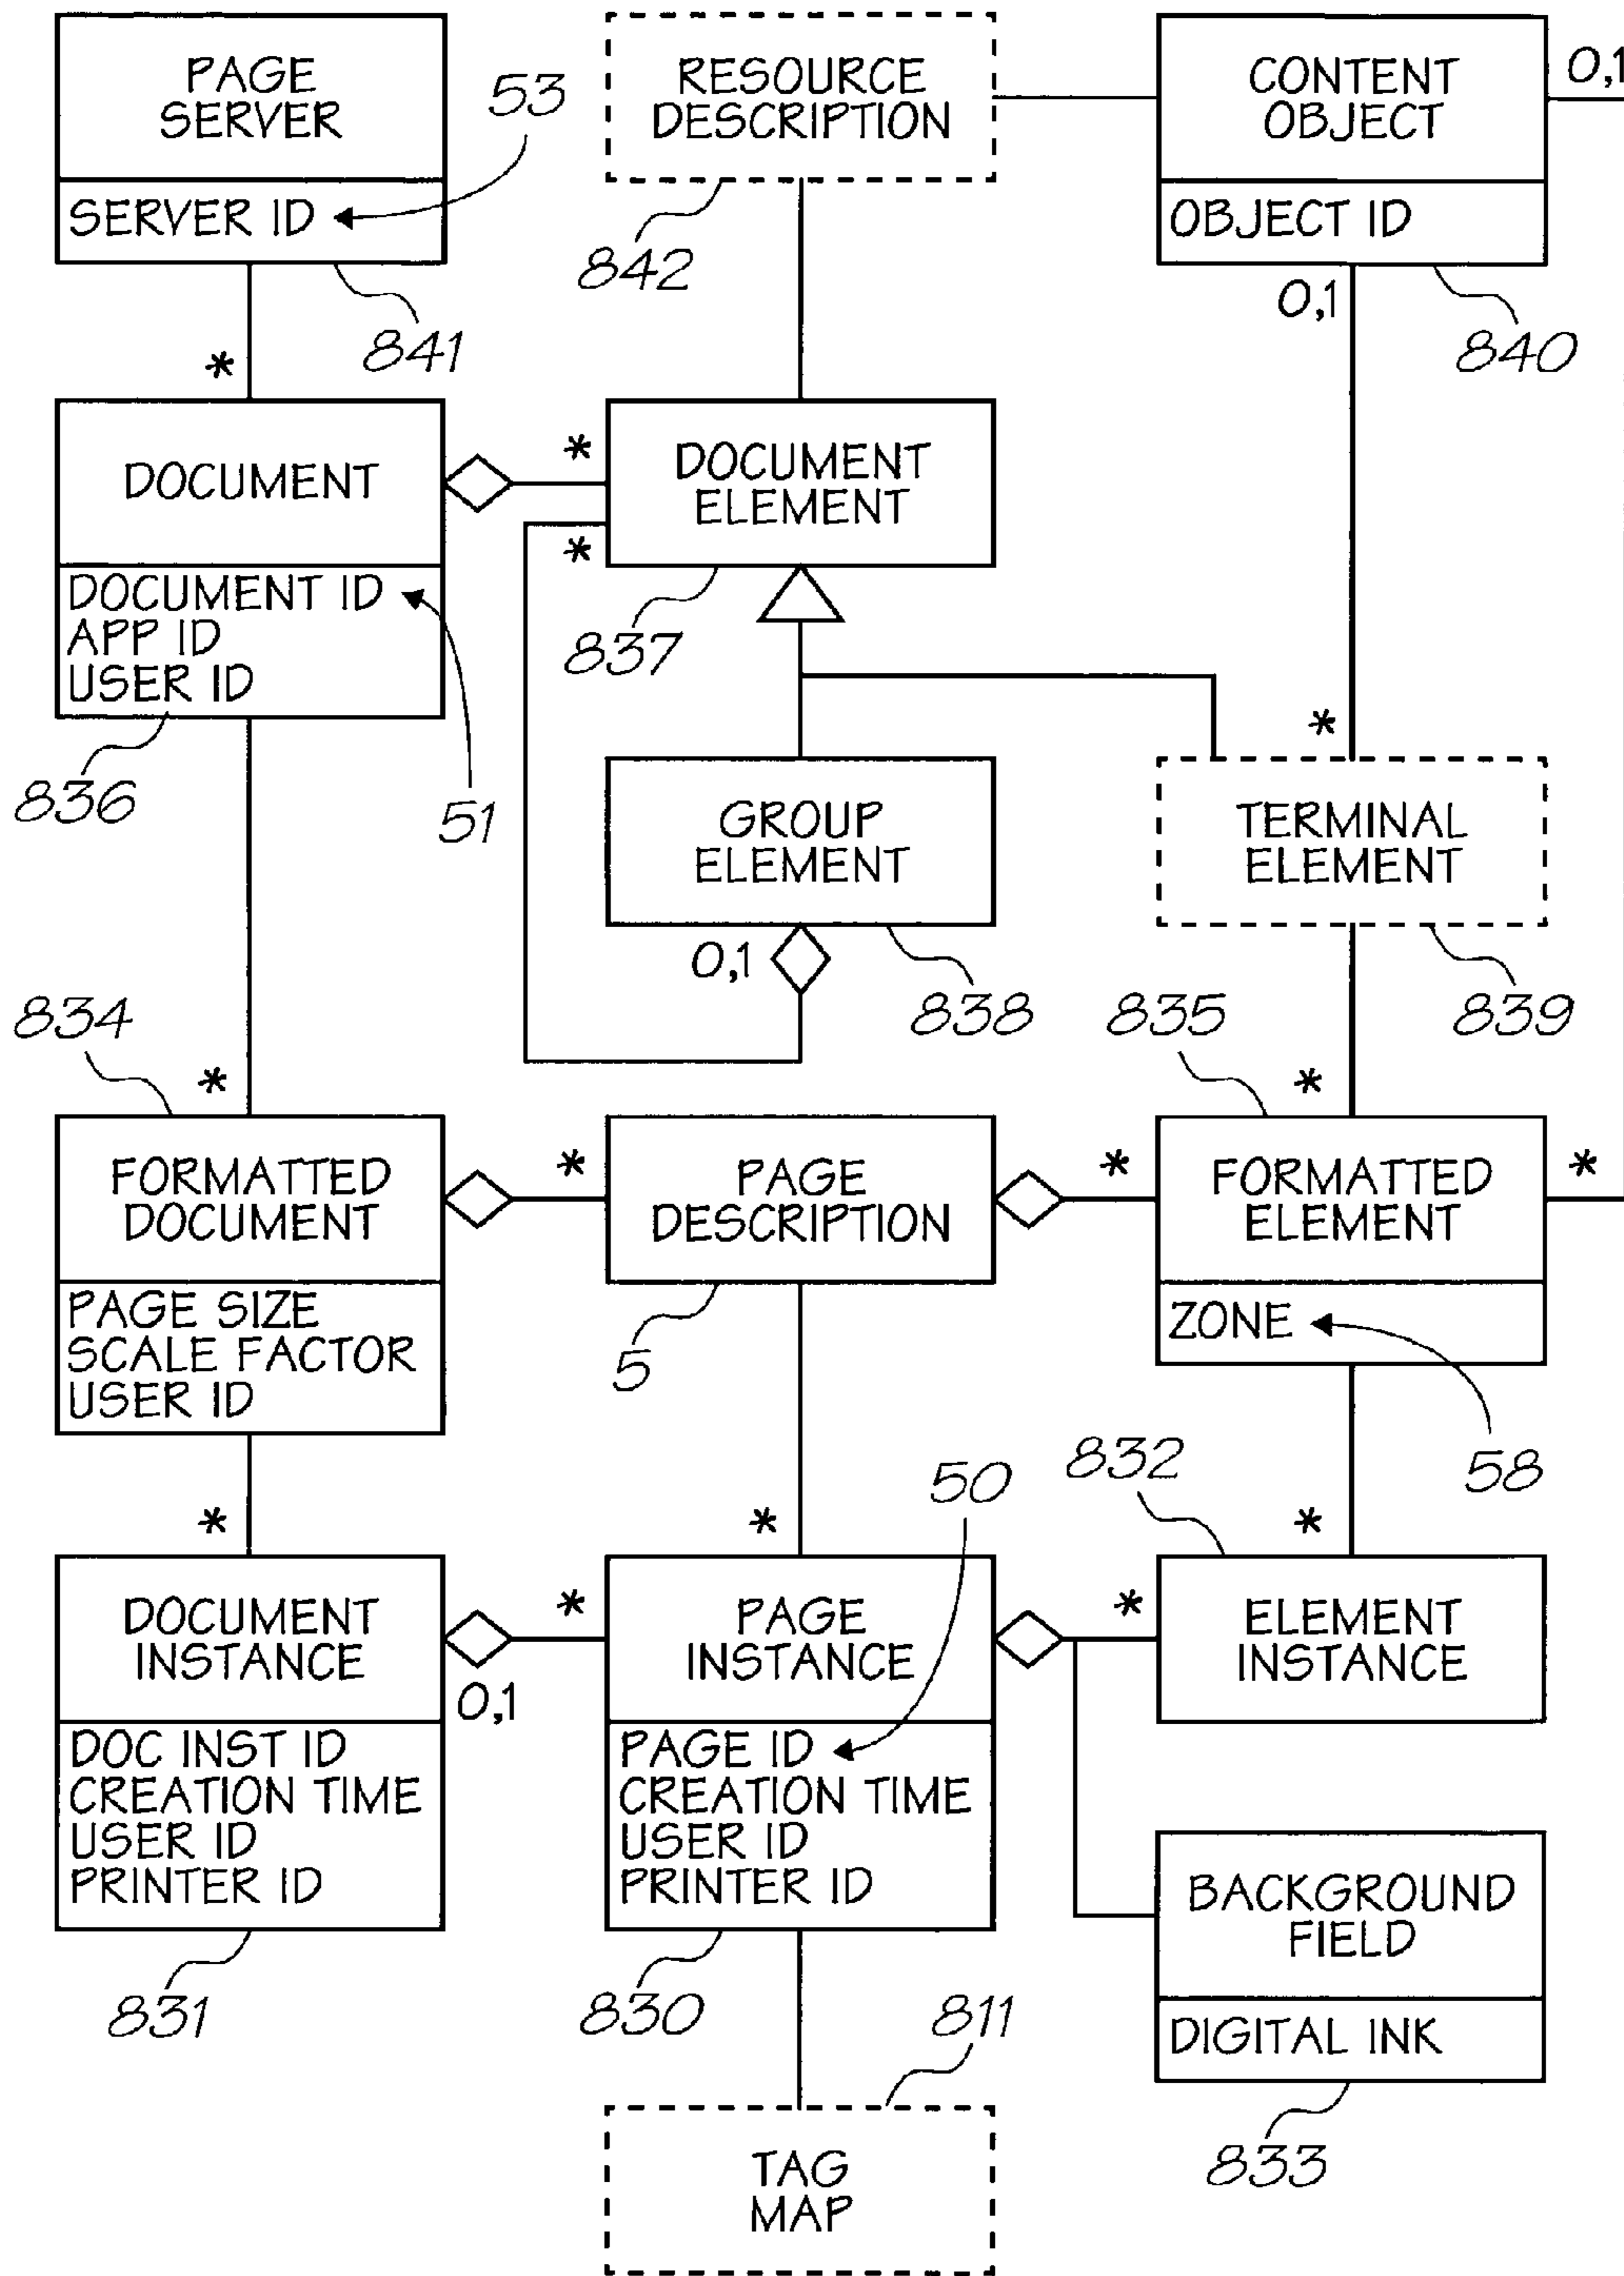 PAGE
SERVER
SERVER ID
53
841
RESOURCE
DESCRIPTION
842
CONTENT
OBJECT
OBJECT ID
0,1
0,1
840
*
DOCUMENT
DOCUMENT ID
APP ID
USER ID
836
51
*
*
DOCUMENT
ELEMENT
837
GROUP
ELEMENT
0,1
838
*
TERMINAL
ELEMENT
839
834
*
FORMATTED
DOCUMENT
PAGE SIZE
SCALE FACTOR
USER ID
*
PAGE
DESCRIPTION
5
835
*
*
FORMATTED
ELEMENT
*
ZONE
58
*
DOCUMENT
INSTANCE
0,1
DOC INST ID
CREATION TIME
USER ID
PRINTER ID
831
*
*
50
PAGE
INSTANCE
PAGE ID
CREATION TIME
USER ID
PRINTER ID
830
832
*
*
ELEMENT
INSTANCE
BACKGROUND
FIELD
DIGITAL INK
833
811
TAG
MAP